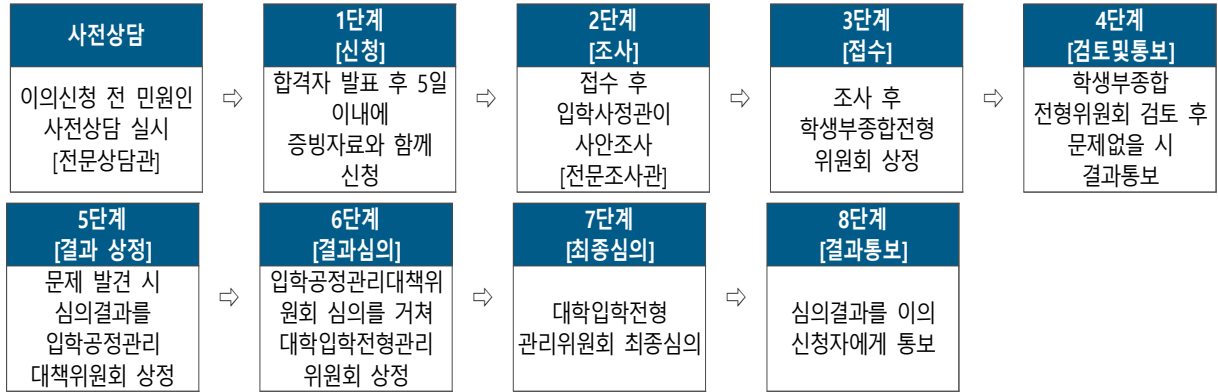 사전상담
이의신청 전 민원인
사전상담 실시
[전문상담관]
⇨
1단계
[신청]
합격자 발표 후 5일
이내에
증빙자료와 함께
신청
⇨
2단계
[조사]
접수 후
입학사정관이
사안조사
[전문조사관]
⇨
3단계
[접수]
조사 후
학생부종합전형
위원회 상정
⇨
4단계
[검토및통보]
학생부종합
전형위원회 검토 후
문제없을 시
결과통보
5단계
[결과 상정]
문제 발견 시
심의결과를
입학공정관리
대책위원회 상정
⇨
6단계
[결과심의]
입학공정관리대책위
원회 심의를 거쳐
대학입학전형관리
위원회 상정
⇨
7단계
[최종심의]
대학입학전형
관리위원회 최종심의
⇨
8단계
[결과통보]
심의결과를 이의
신청자에게 통보